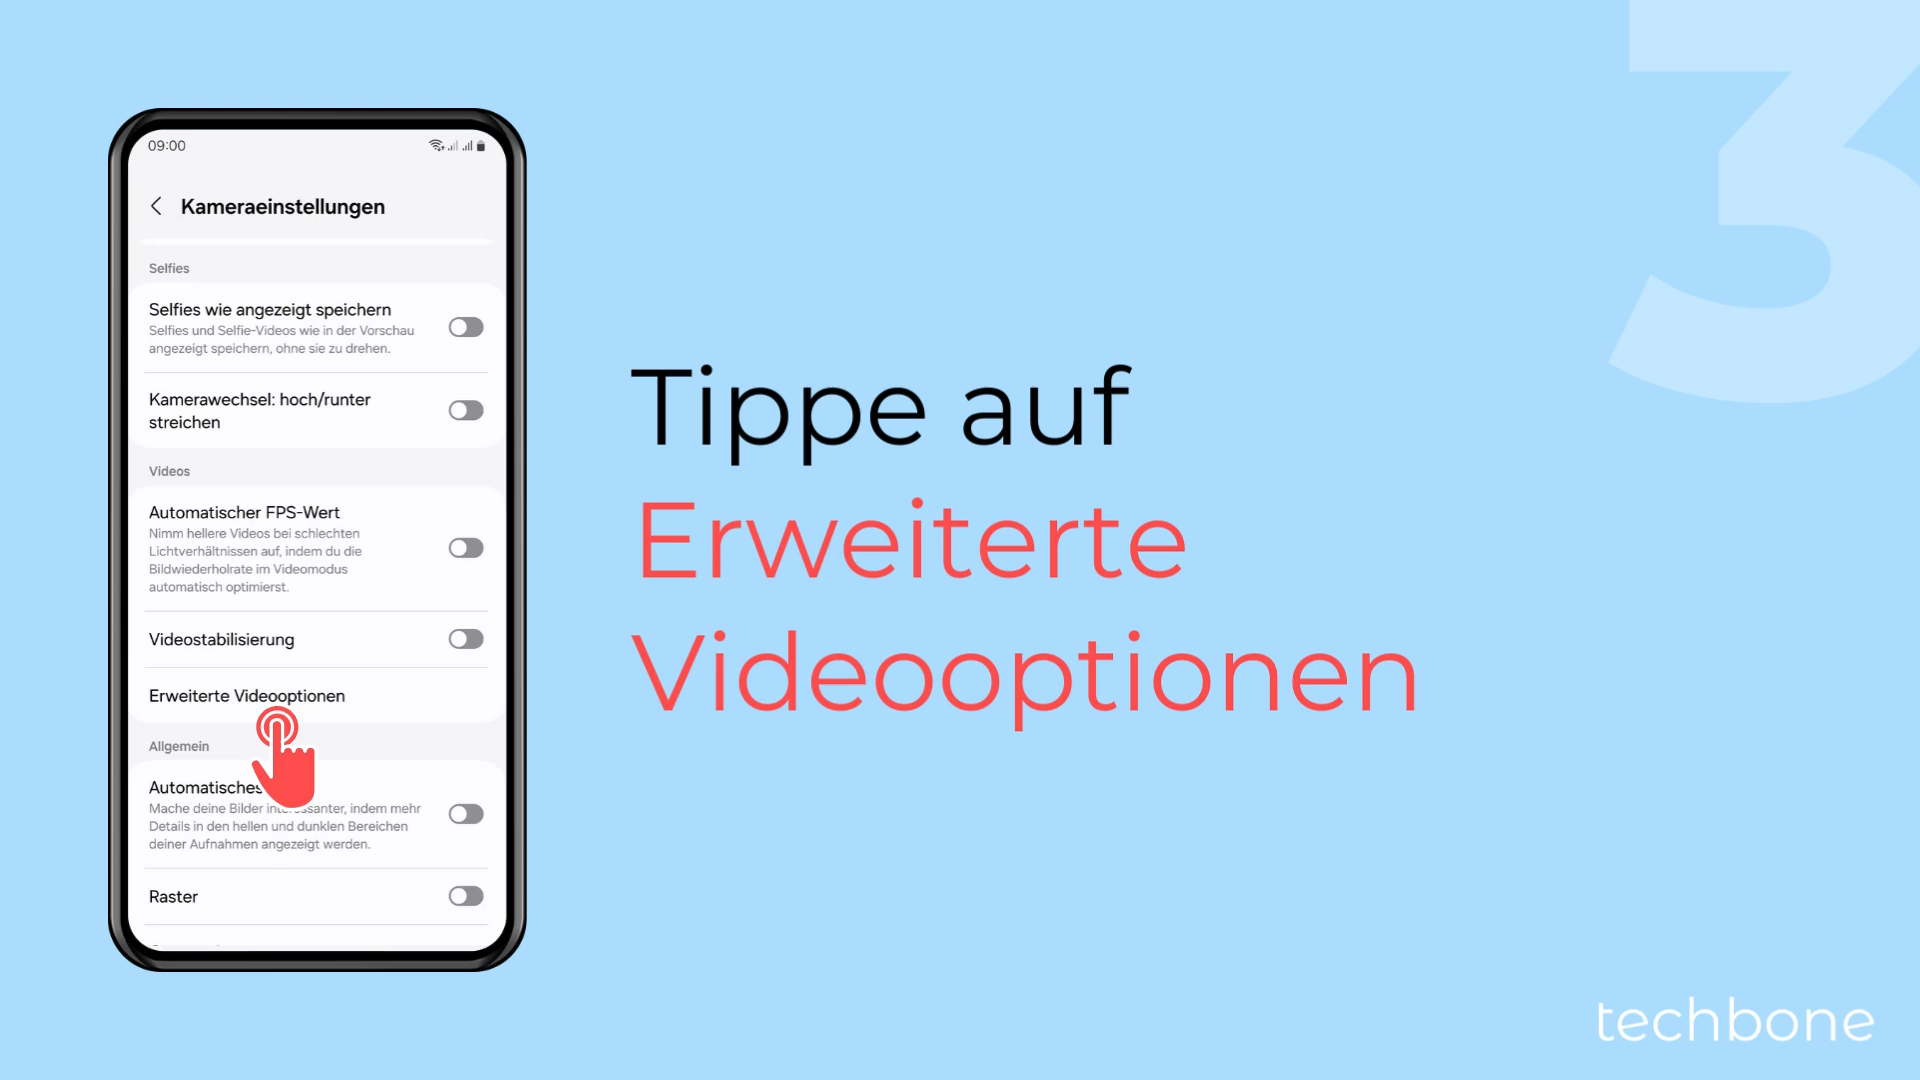 3
09:00
Kameraeinstellungen
Selfies
Selfies wie angezeigt speichern
Selfies und Selfie-Videos wie in der Vorschau
angezeigt speichern, ohne sie zu drehen.
Kamerawechsel: hoch/runter
streichen
Videos
Automatischer FPS-Wert
Nimm hellere Videos bei schlechten
Lichtverhältnissen auf, indem du die
Bildwiederholrate im Videomodus
automatisch optimierst.
Videostabilisierung
Erweiterte Videooptionen
Allgemein
Automatisches
Mache deine Bilder interessanter, indem mehr
Details in den hellen und dunklen Bereichen
deiner Aufnahmen angezeigt werden.
Raster
Tippe auf
Erweiterte
Videooptionen
techbone